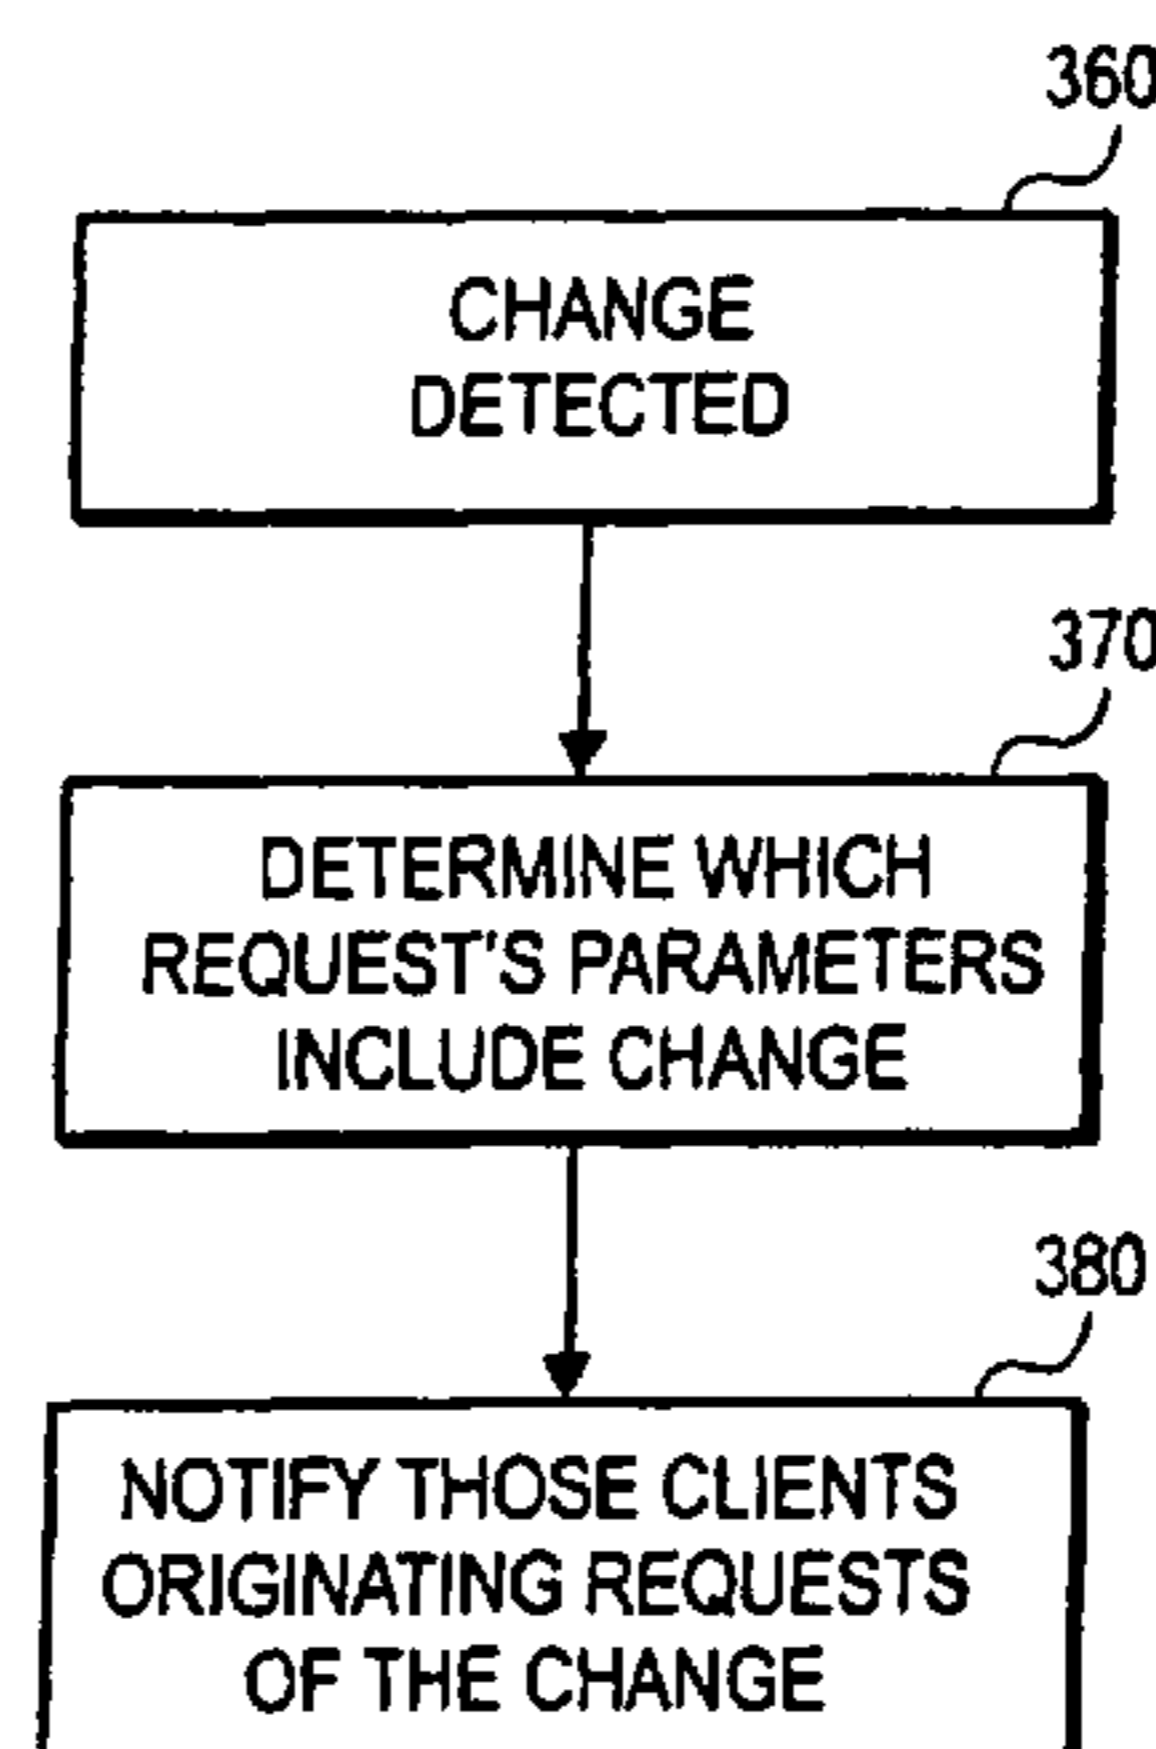 360
CHANGE
DETECTED
370
DETERMINE WHICH
REQUEST'S PARAMETERS
INCLUDE CHANGE
380
NOTIFY THOSE CLIENTS
ORIGINATING REQUESTS
OF THE CHANGE